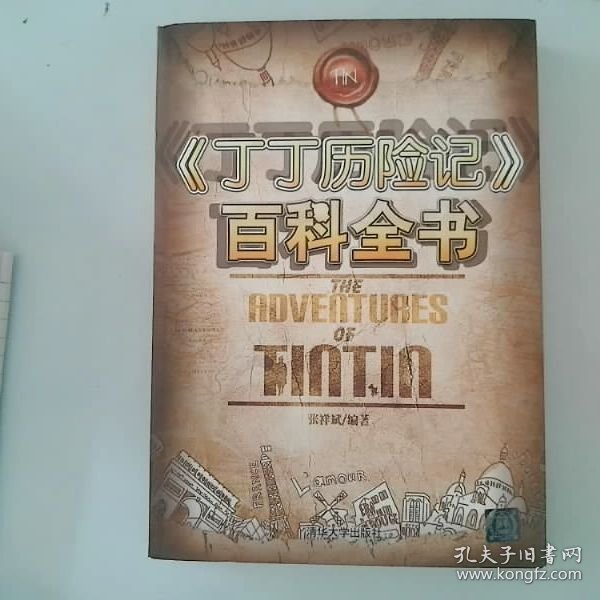 TIN
《丁丁历险记》
百科全书
THE
ADVENTURES
OF
TINTIN
张祥斌/编著
FRANCE
L'amour
清华大学出版社
孔夫子旧书网
www.kongfz.com